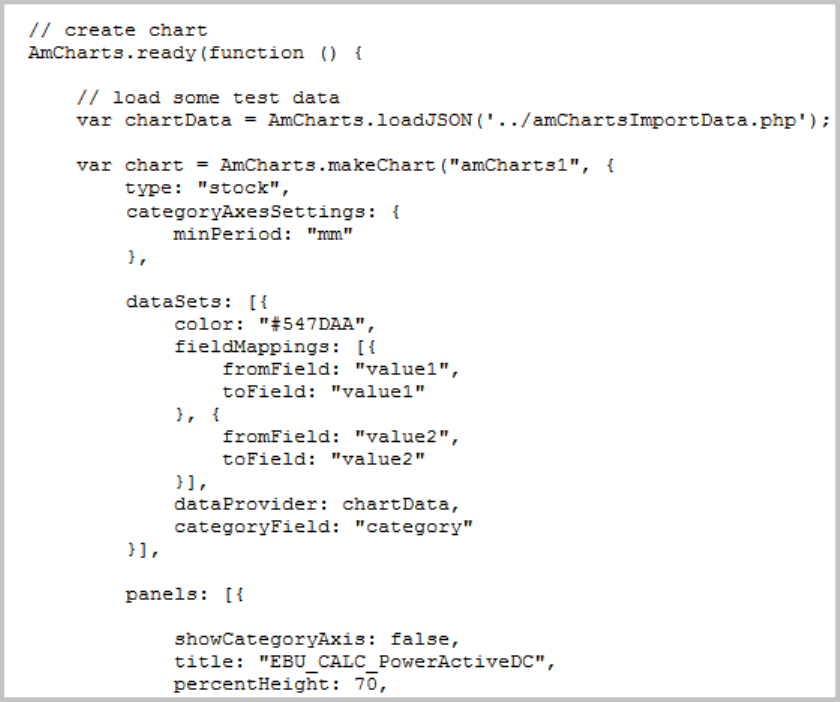 // create chart
AmCharts.ready(function () {
// load some test data
var chartData = AmCharts.loadJSON('../amChartsImportData.php');
var chart = AmCharts.makeChart("amCharts1", {
type: "stock",
categoryAxesSettings: {
minPeriod: "mm"
},
dataSets: [{
color: "#547DAA",
fieldMappings: [{
fromField: "value1",
toField: "value1"
}, {
fromField: "value2",
toField: "value2"
}],
dataProvider: chartData,
categoryField: "category"
}],
panels: [{
showCategoryAxis: false,
title: "EBU_CALC_PowerActiveDC",
percentHeight: 70,